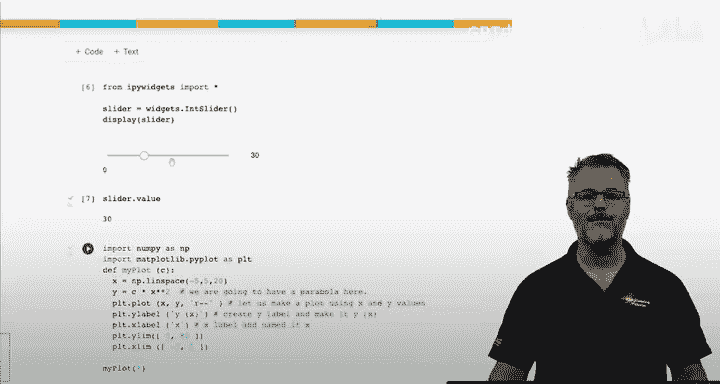 + Code + Text
[6] from ipywidgets import *
slider = widgets.IntSlider()
display(slider)
30
0
[7] slider.value
30
import numpy as np
import matplotlib.pyplot as plt
def myPlot (c):
x = np.linspace(-5,5,20)
y = c * x**2 # we are going to have a parabola here.
plt.plot (x, y, 'r--' ) # let us make a plot using x and y values
plt.ylabel ('y (x)') # create y label and make it y (x)
plt.xlabel ('x') # x label and named it x
plt.ylim([
plt.xlim ([
myPlot(